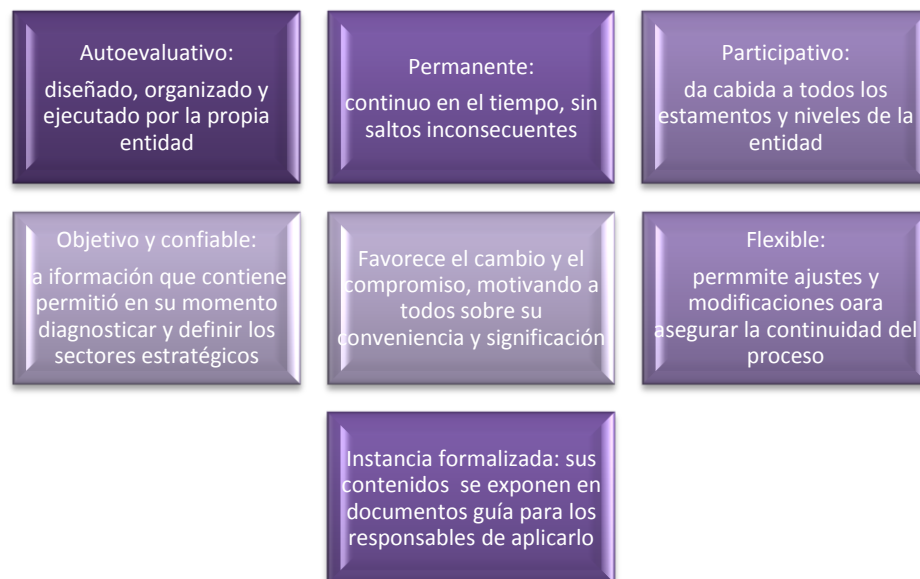 Autoevaluativo:
diseñado, organizado y
ejecutado por la propia
entidad
Permanente:
continuo en el tiempo, sin
saltos inconsecuentes
Participativo:
da cabida a todos los
estamentos y niveles de la
entidad
Objetivo y confiable:
a iformación que contiene
permitió en su momento
diagnosticar y definir los
sectores estratégicos
Favorece el cambio y el
compromiso, motivando a
todos sobre su
conveniencia y significación
Flexible:
permmite ajustes y
modificaciones oara
asegurar la continuidad del
proceso
Instancia formalizada: sus
contenidos se exponen en
documentos guía para los
responsables de aplicarlo